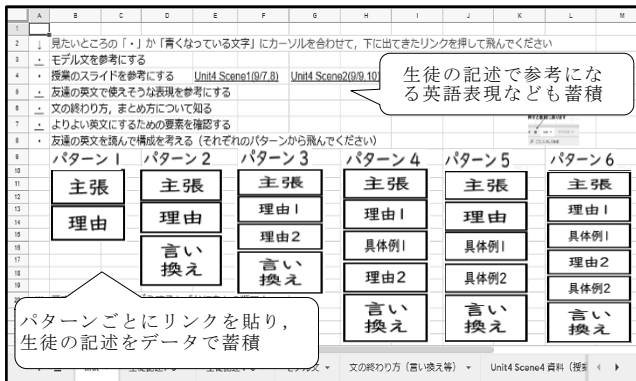 A B C D E F G H I J K L M
1
2 ↓ 見たいところの「・」か「青くなっている文字」にカーソルを合わせて，下に出てきたリンクを押して飛んでください
3 ・ モデル文を参考にする
4 ・ 授業のスライドを参考にする Unit4 Scene1(9/7,8) Unit4 Scene2(9/9,10)
5 ・ 友達の英文で使えそうな表現を参考にする
6 ・ 文の終わり方，まとめ方について知る
7 ・ よりよい英文にするための要素を確認する
8 ・ 友達の英文を読んで構成を考える（それぞれのパターンから飛んでください）
生徒の記述で参考にな
る英語表現なども蓄積
パターン1 パターン2 パターン3 パターン4 パターン5 パターン6
主張 主張 主張 主張 主張 主張
理由 理由 理由1 理由1 理由 理由1
理由2 具体例1 具体例1 具体例1
言い換え 言い換え 理由2 具体例2 理由2
具体例2
言い換え 言い換え 言い換え
パターンごとにリンクを貼り，
生徒の記述をデータで蓄積
文の終わり方（言い換え等） Unit4 Scene4 資料（授業